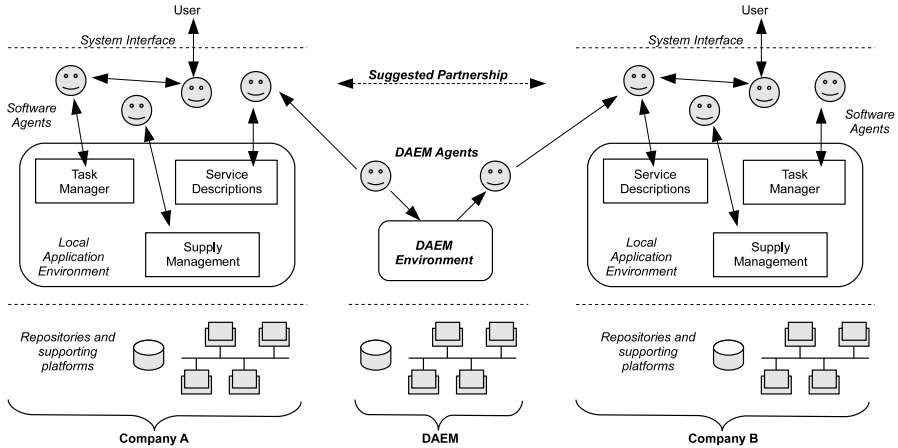 User
System Interface
Software
Agents
Task
Manager
Service
Descriptions
Local
Application
Environment
Supply
Management
Repositories and
supporting
platforms
Company A
Suggested Partnership
DAEM Agents
DAEM
Environment
DAEM
User
System Interface
Software
Agents
Service
Descriptions
Task
Manager
Local
Application
Environment
Supply
Management
Repositories and
supporting
platforms
Company B